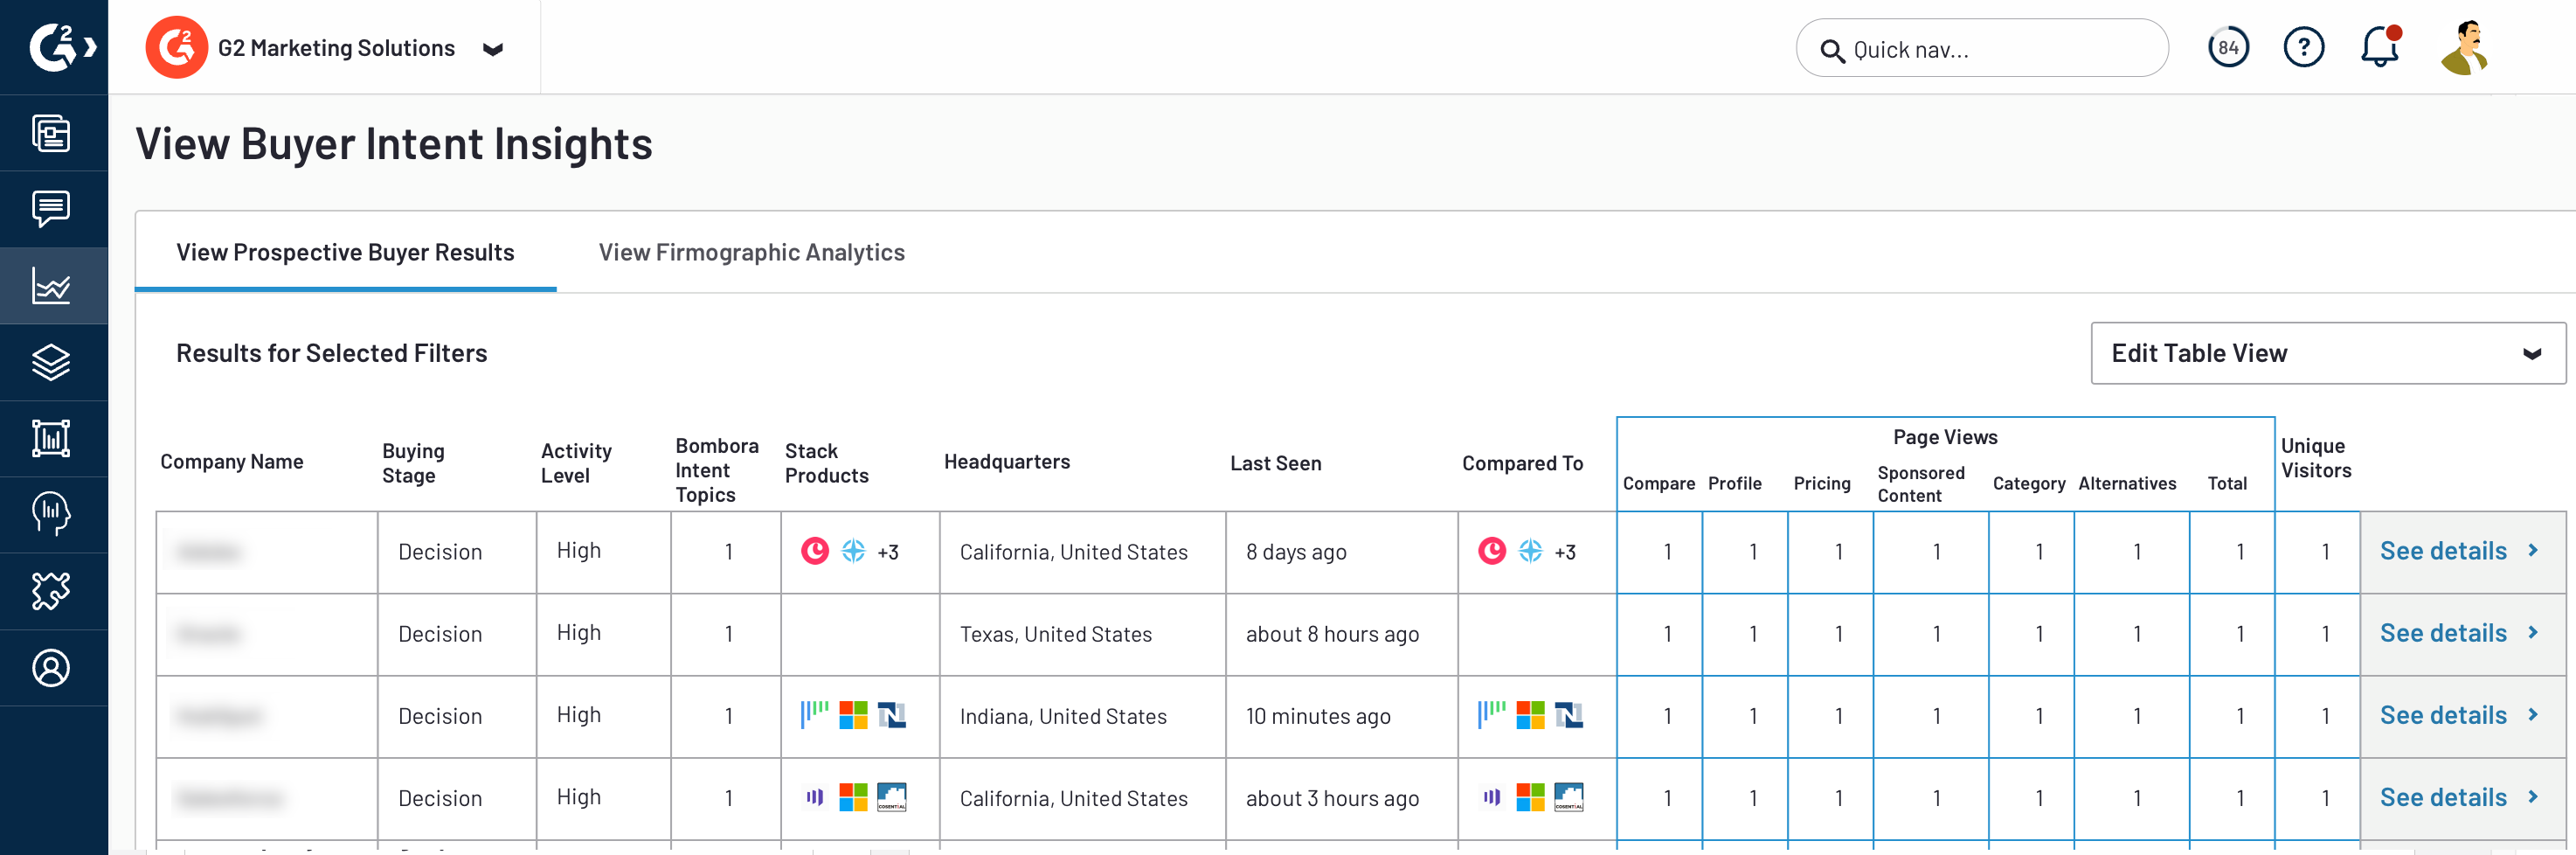 G2 Marketing Solutions
Quick nav...
84
?
View Buyer Intent Insights
View Prospective Buyer Results
View Firmographic Analytics
Results for Selected Filters
Edit Table View
Company Name
Buying
Stage
Activity
Level
Bombora
Intent
Topics
Stack
Products
Headquarters
Last Seen
Compared To
Page Views
Compare
Profile
Pricing
Sponsored
Content
Category
Alternatives
Total
Unique
Visitors
Decision High 1 +3 California, United States 8 days ago +3 1 1 1 1 1 1 1 1 See details
Decision High 1 Texas, United States about 8 hours ago 1 1 1 1 1 1 1 1 See details
Decision High 1 Indiana, United States 10 minutes ago 1 1 1 1 1 1 1 1 See details
Decision High 1 COSENTIAL California, United States about 3 hours ago COSENTIAL 1 1 1 1 1 1 1 1 See details